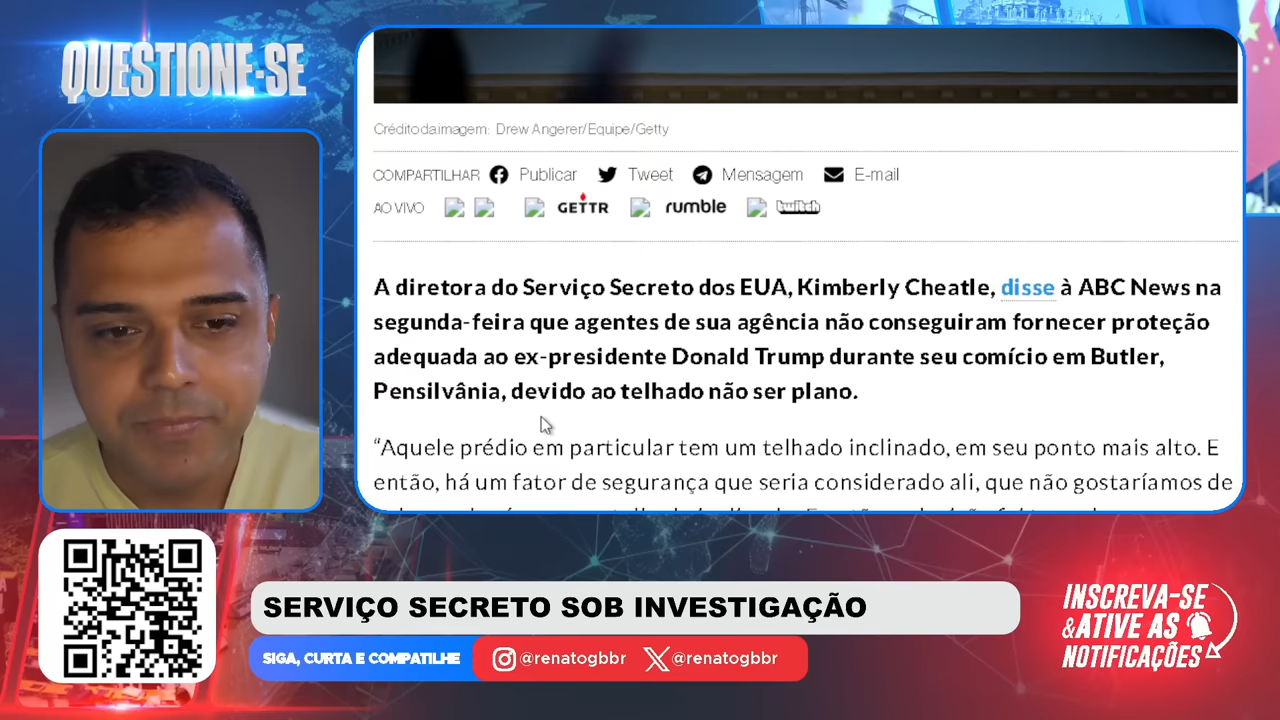 QUESTIONE-SE
Crédito da imagem: Drew Angerer/Equipe/Getty
COMPARTILHAR Publicar Tweet Mensagem E-mail
AO VIVO GETTR rumble twitch
A diretora do Serviço Secreto dos EUA, Kimberly Cheatle, disse à ABC News na
segunda-feira que agentes de sua agência não conseguiram fornecer proteção
adequada ao ex-presidente Donald Trump durante seu comício em Butler,
Pensilvânia, devido ao telhado não ser plano.
“Aquele prédio em particular tem um telhado inclinado, em seu ponto mais alto. E
então, há um fator de segurança que seria considerado ali, que não gostaríamos de
SERVIÇO SECRETO SOB INVESTIGAÇÃO
SIGA, CURTA E COMPATILHE @renatogbbr @renatogbbr
INSCREVA-SE
&ATIVE AS
NOTIFICAÇÕES